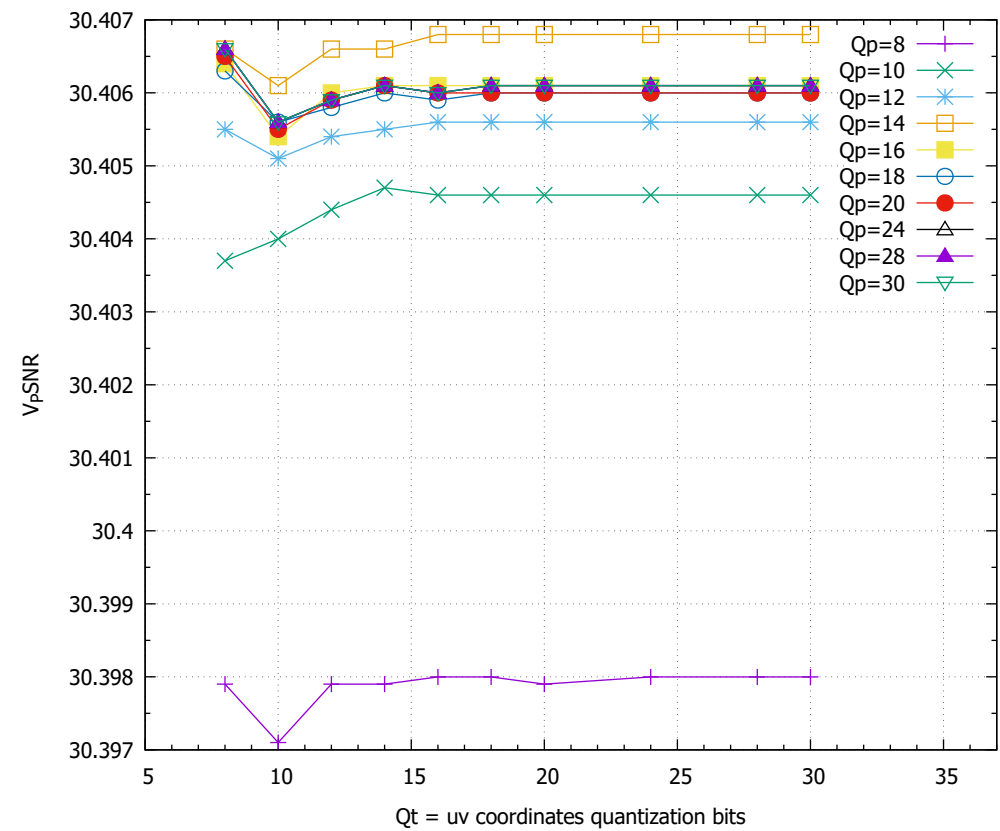 30.407
30.406
30.405
30.404
30.403
30.402
30.401
30.4
30.399
30.398
30.397
VPSNR
5 10 15 20 25 30 35
Qt = uv coordinates quantization bits
Qp=8
Qp=10
Qp=12
Qp=14
Qp=16
Qp=18
Qp=20
Qp=24
Qp=28
Qp=30